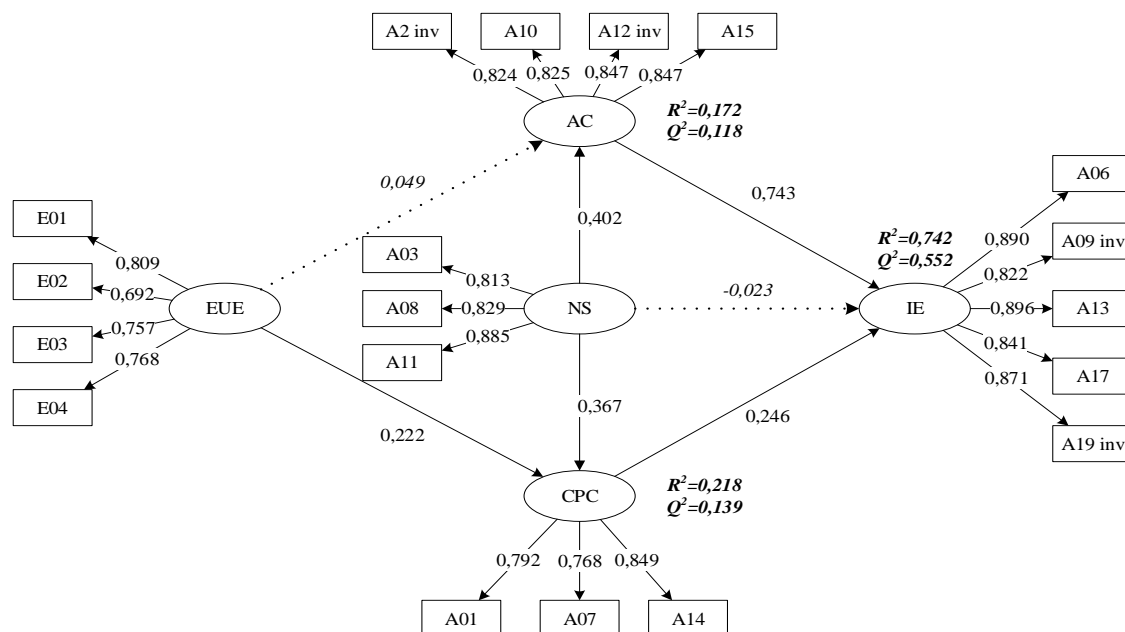 A2 inv
A10
A12 inv
A15
0,824
0,825
0,847
0,847
AC
R²=0,172
Q²=0,118
0,049
0,743
A06
E01
0,402
R²=0,742
Q²=0,552
0,890
A09 inv
0,809
A03
0,822
E02
0,813
0,692
EUE
A08
0,829
NS
-0,023
IE
0,896
A13
E03
0,757
0,885
0,841
A11
A17
0,768
0,871
E04
0,367
0,222
0,246
A19 inv
CPC
R²=0,218
Q²=0,139
0,792
0,768
0,849
A01
A07
A14